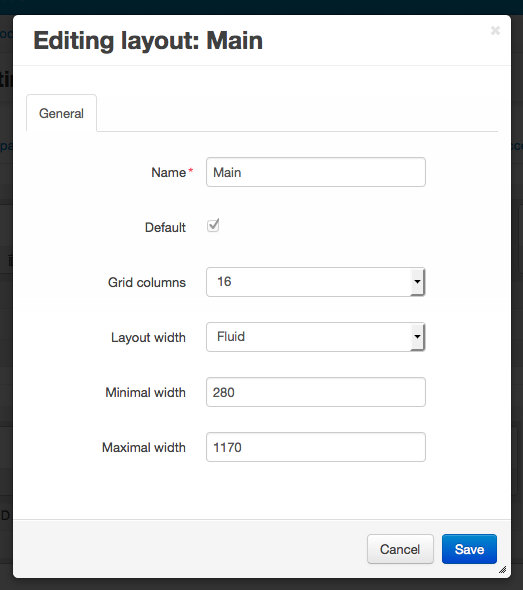 Editing layout: Main
×
General
Name*
Main
Default
Grid columns
16
Layout width
Fluid
Minimal width
280
Maximal width
1170
Cancel
Save